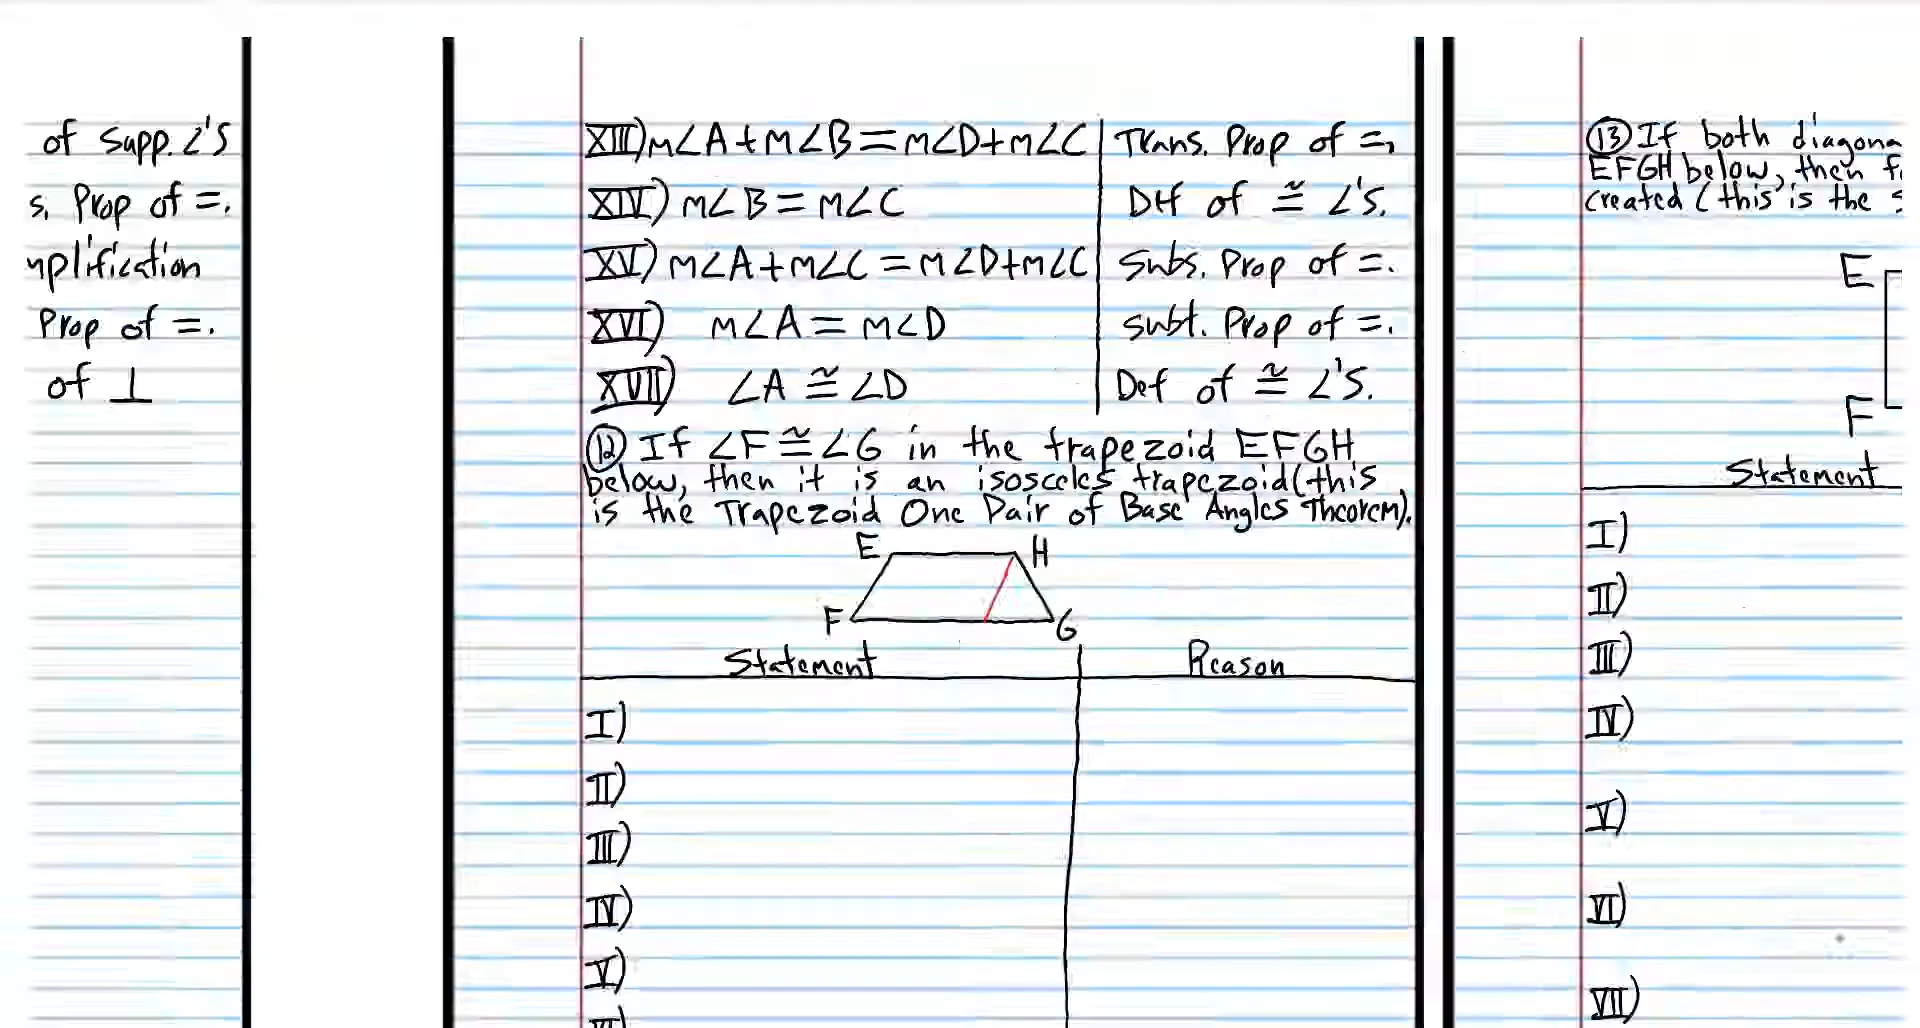 of Supp. ∠'s
s. Prop of =.
mplification
Prop of =.
of ⊥
XIII) m∠A + m∠B = m∠D + m∠C Trans. Prop of =,
XIV) m∠B = m∠C Def of ≅ ∠'s.
XV) m∠A + m∠C = m∠D + m∠C Subs. Prop of =.
XVI) m∠A = m∠D Subt. Prop of =.
XVII) ∠A ≅ ∠D Def of ≅ ∠'s.
⑫ If ∠F ≅ ∠G in the trapezoid EFGH
below, then it is an isosceles trapezoid (this
is the Trapezoid One Pair of Base Angles Theorem).
E H
F G
Statement Reason
I)
II)
III)
IV)
V)
⑬ If both diagona
EFGH below, then f
created (this is the s
E
F
Statement
I)
II)
III)
IV)
V)
VI)
VII)